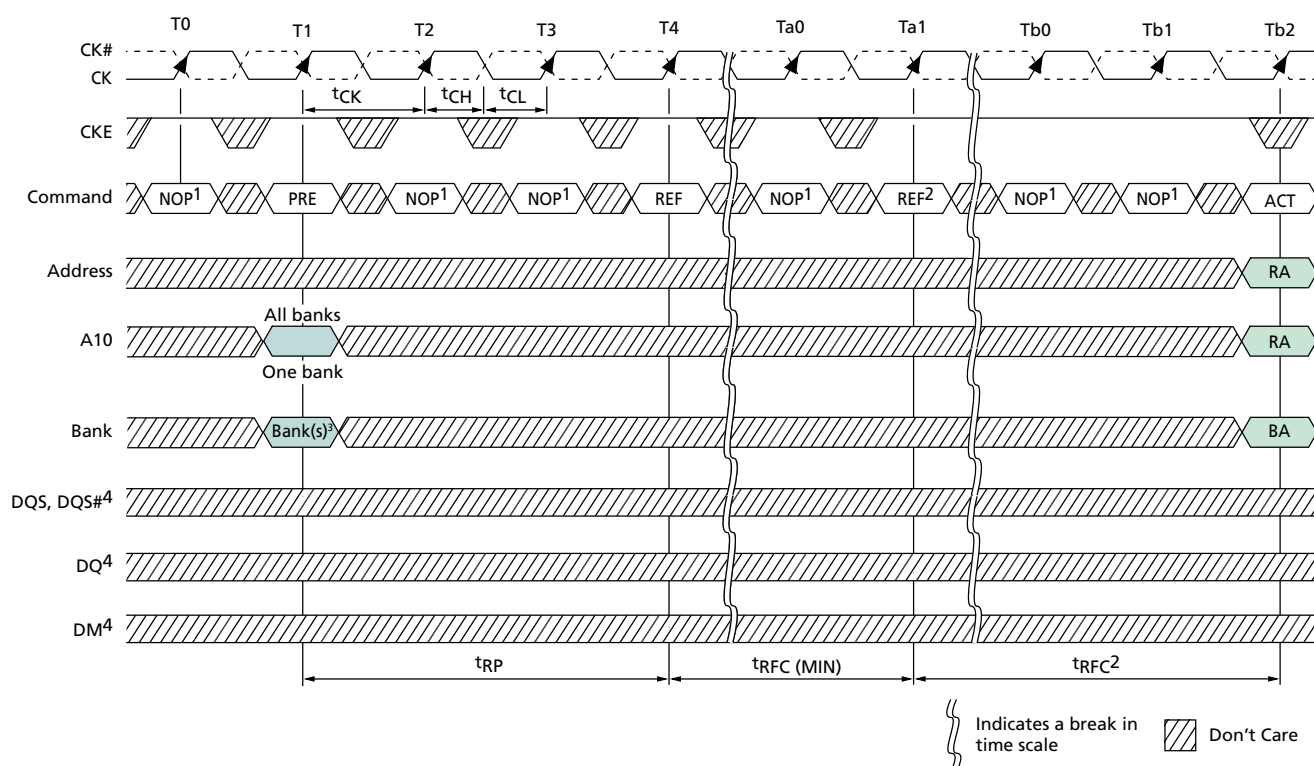 T0 T1 T2 T3 T4 Ta0 Ta1 Tb0 Tb1 Tb2
CK#
CK
tCK tCH tCL
CKE
Command NOP1 PRE NOP1 NOP1 REF NOP1 REF2 NOP1 NOP1 ACT
Address RA
All banks
A10 RA
One bank
Bank Bank(s)3 BA
DQS, DQS#4
DQ4
DM4
tRP tRFC (MIN) tRFC2
Indicates a break in
time scale
Don't Care